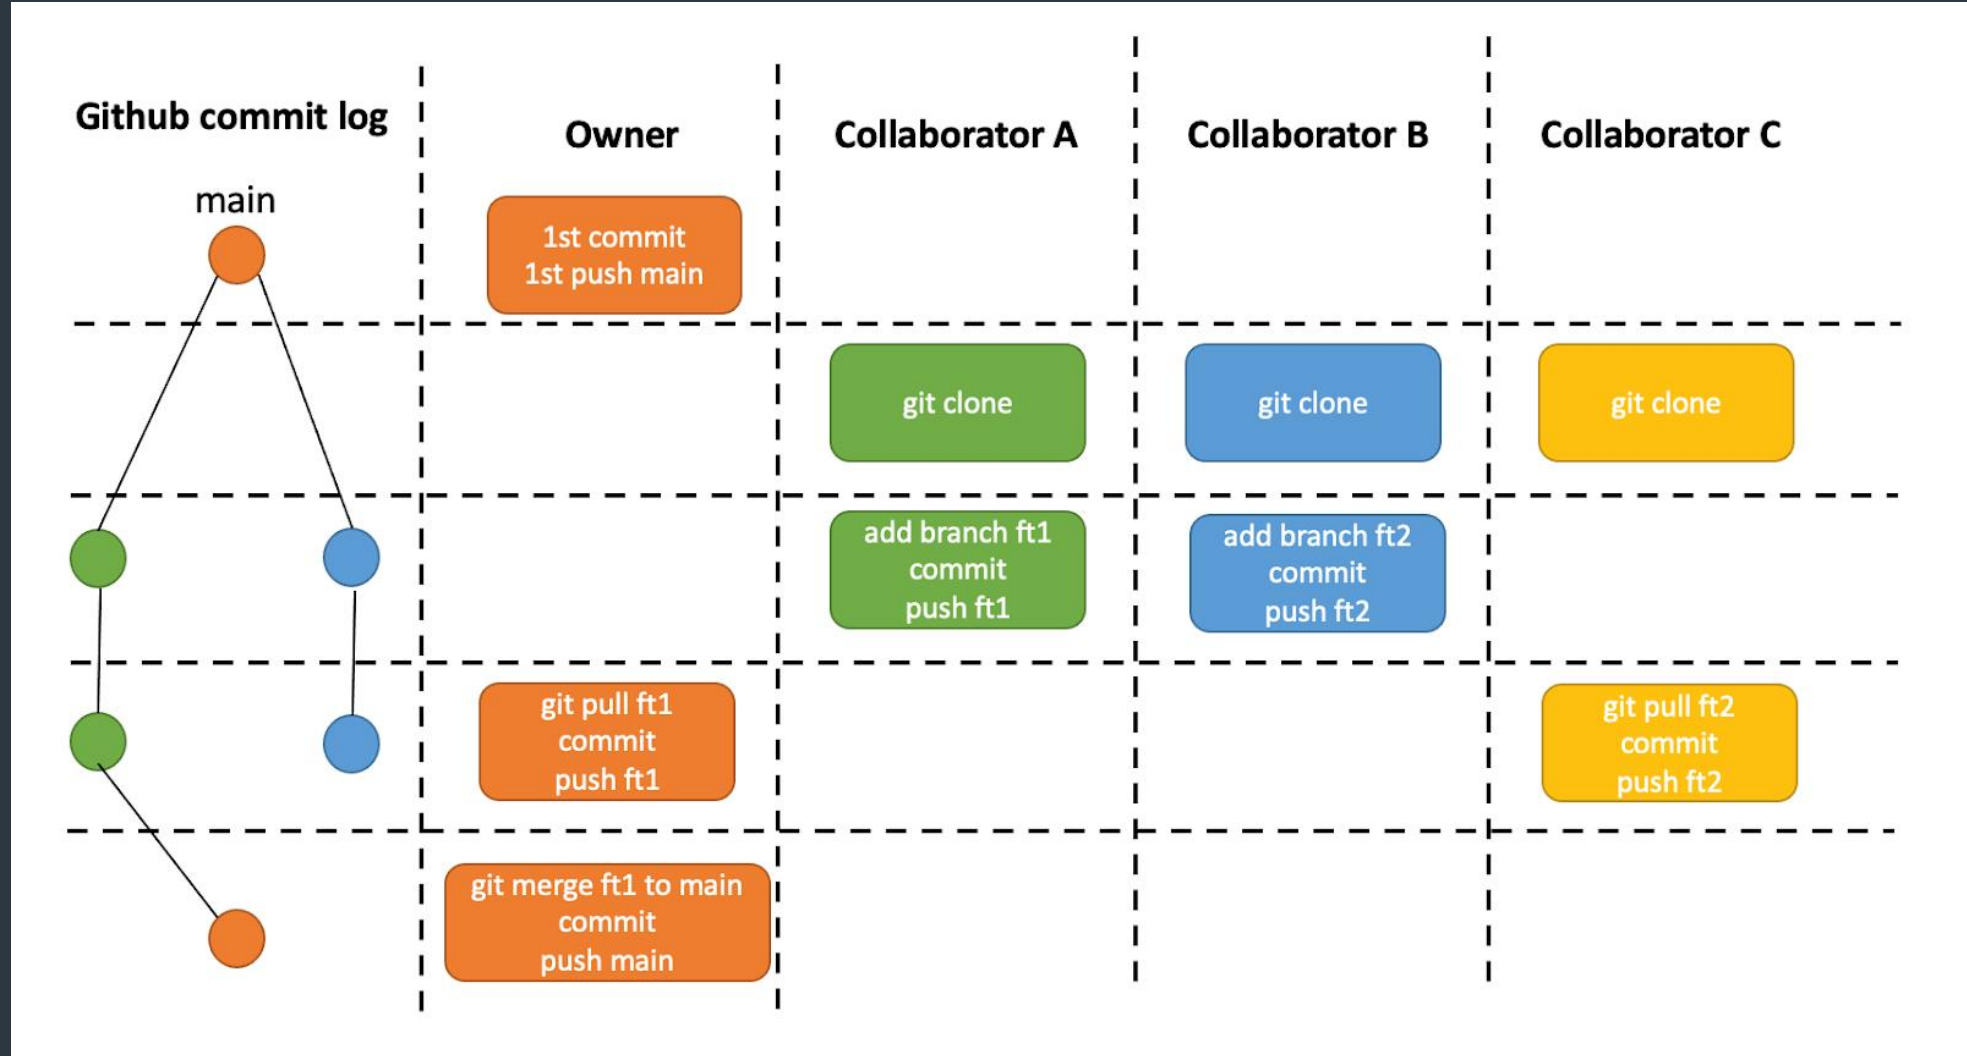 Github commit log
Owner
Collaborator A
Collaborator B
Collaborator C
main
1st commit
1st push main
git clone
git clone
git clone
add branch ft1
commit
push ft1
add branch ft2
commit
push ft2
git pull ft1
commit
push ft1
git pull ft2
commit
push ft2
git merge ft1 to main
commit
push main